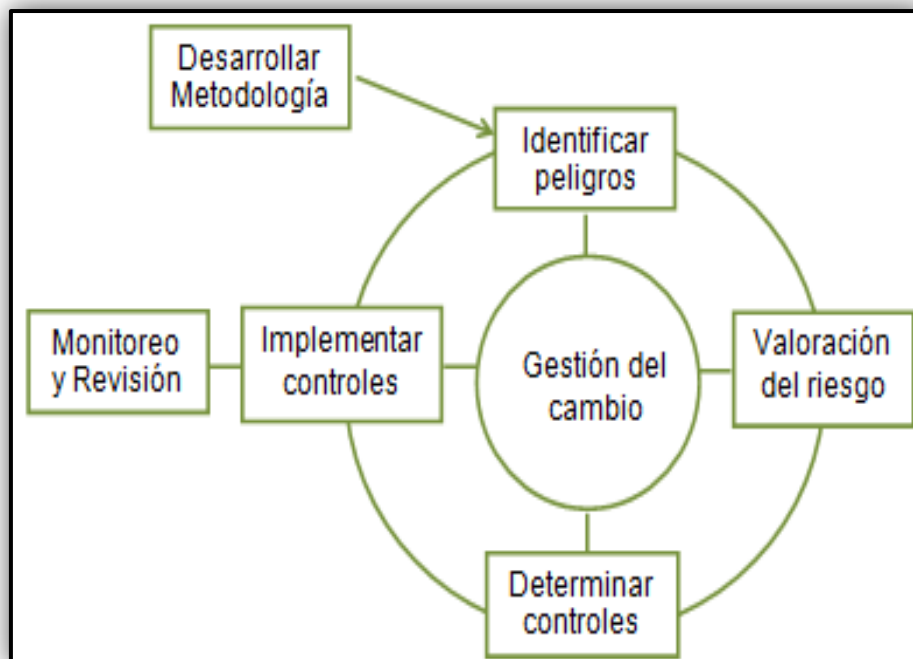 Desarrollar
Metodología
Identificar
peligros
Monitoreo
y Revisión
Implementar
controles
Gestión del
cambio
Valoración
del riesgo
Determinar
controles